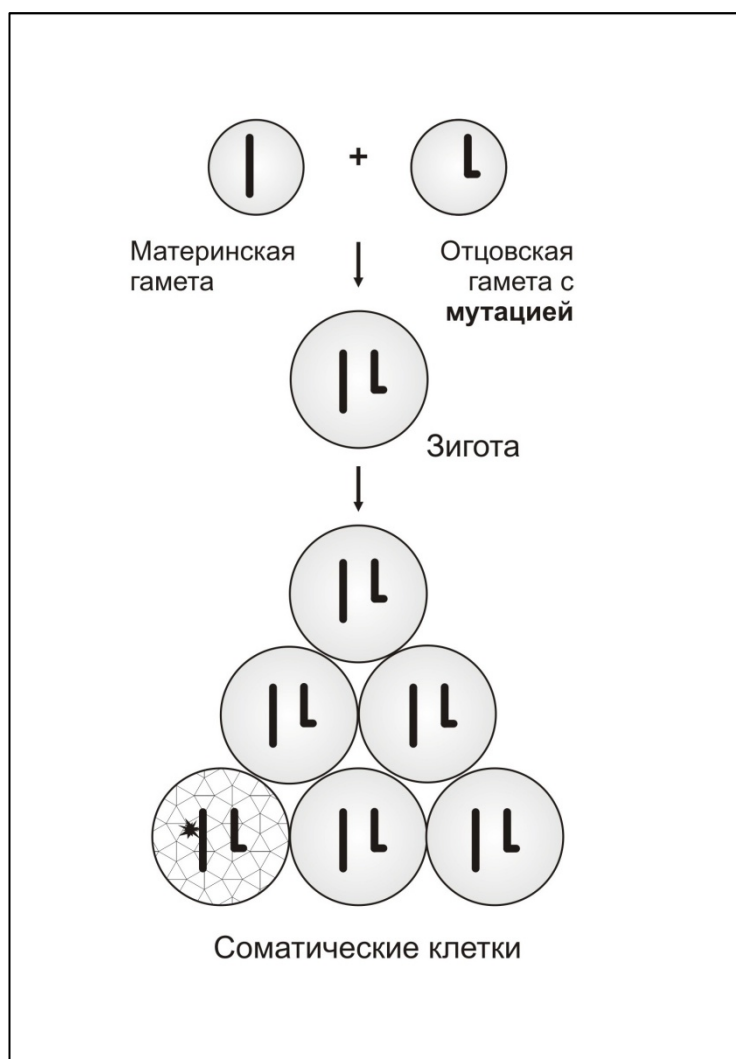 +
Материнская
гамета
Отцовская
гамета с
мутацией
Зигота
Соматические клетки